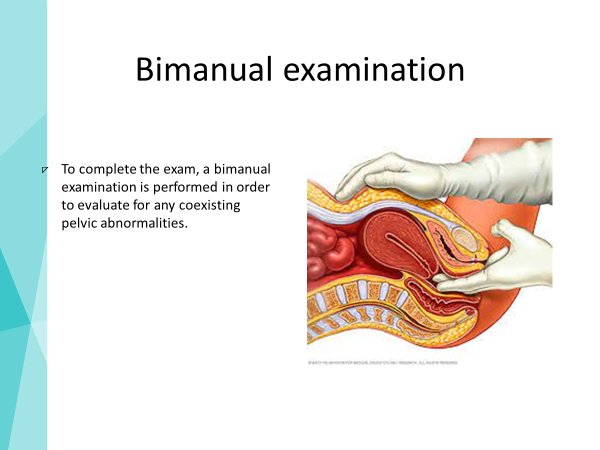 Bimanual examination
To complete the exam, a bimanual
examination is performed in order
to evaluate for any coexisting
pelvic abnormalities.